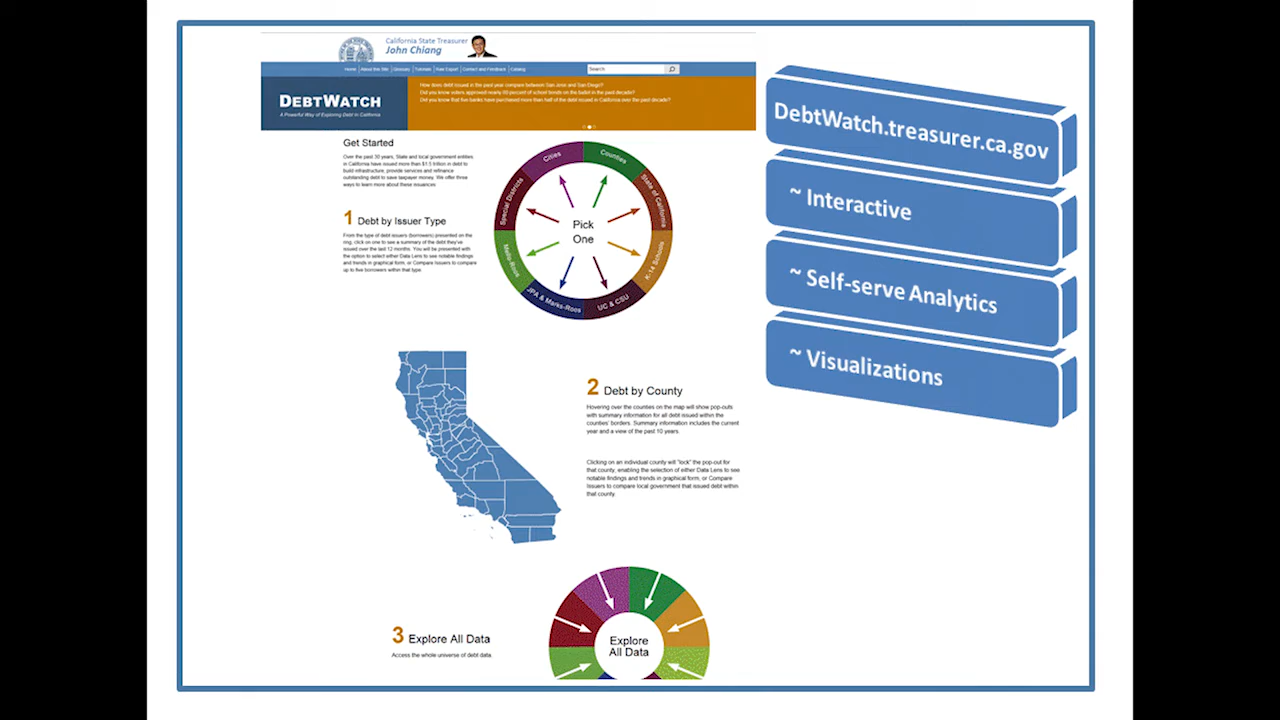 California State Treasurer
John Chiang
Home | About this Site | Glossary | Tutorials | Raw Export | Contact and Feedback | Catalog
Search
DEBTWATCH
A Powerful Way of Exploring Debt in California
How does debt issued in the past year compare between San Jose and San Diego?
Did you know voters approved nearly 80 percent of school bonds on the ballot in the past decade?
Did you know that five banks have purchased more than half of the debt issued in California over the past decade?
Get Started
Over the past 30 years, State and local government entities
in California have issued more than $1.5 trillion in debt to
build infrastructure, provide services and refinance
outstanding debt to save taxpayer money. We offer three
ways to learn more about these issuances
1 Debt by Issuer Type
From the type of debt issuers (borrowers) presented on the
ring, click on one to see a summary of the debt they've
issued over the last 12 months. You will be presented with
the option to select either Data Lens to see notable findings
and trends in graphical form, or Compare Issuers to compare
up to five borrowers within that type.
Cities
Counties
State of California
K-14 Schools
UC & CSU
JPA & Marks-Roos
Mello-Roos
Special Districts
Pick
One
2 Debt by County
Hovering over the counties on the map will show pop-outs
with summary information for all debt issued within the
counties' borders. Summary information includes the current
year and a view of the past 10 years.
Clicking on an individual county will "lock" the pop-out for
that county, enabling the selection of either Data Lens to see
notable findings and trends in graphical form, or Compare
Issuers to compare local government that issued debt within
that county.
3 Explore All Data
Access the whole universe of debt data.
Explore
All Data
DebtWatch.treasurer.ca.gov
~ Interactive
~ Self-serve Analytics
~ Visualizations